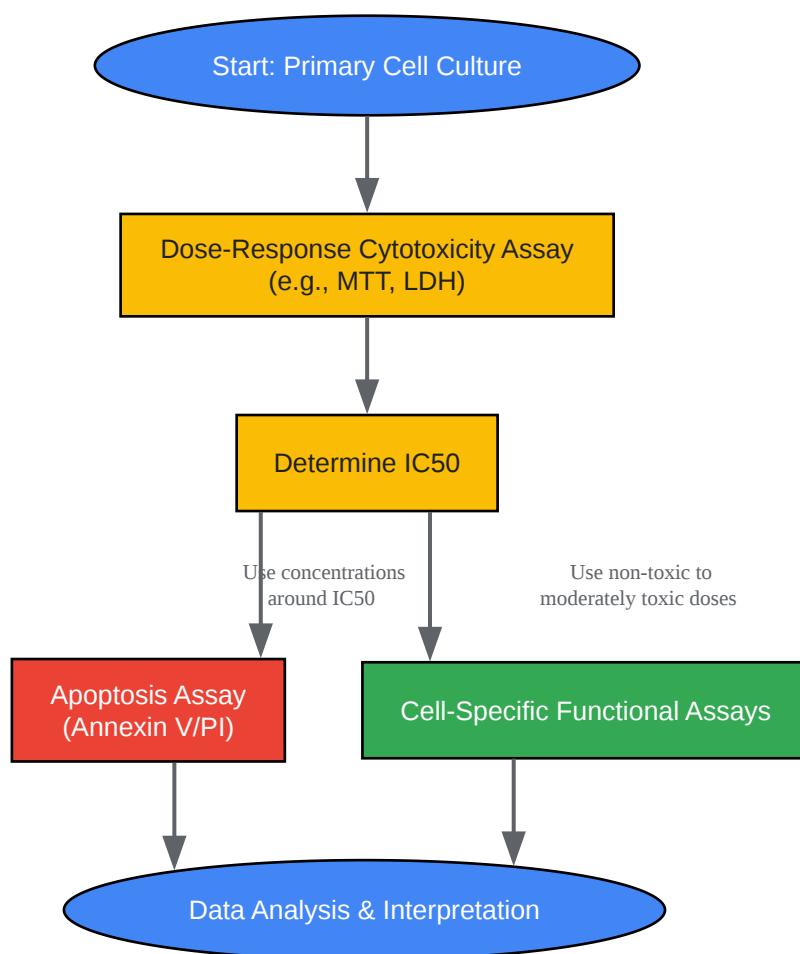 Start: Primary Cell Culture
Dose-Response Cytotoxicity Assay
(e.g., MTT, LDH)
Determine IC50
Use concentrations
around IC50
Use non-toxic to
moderately toxic doses
Apoptosis Assay
(Annexin V/PI)
Cell-Specific Functional Assays
Data Analysis & Interpretation